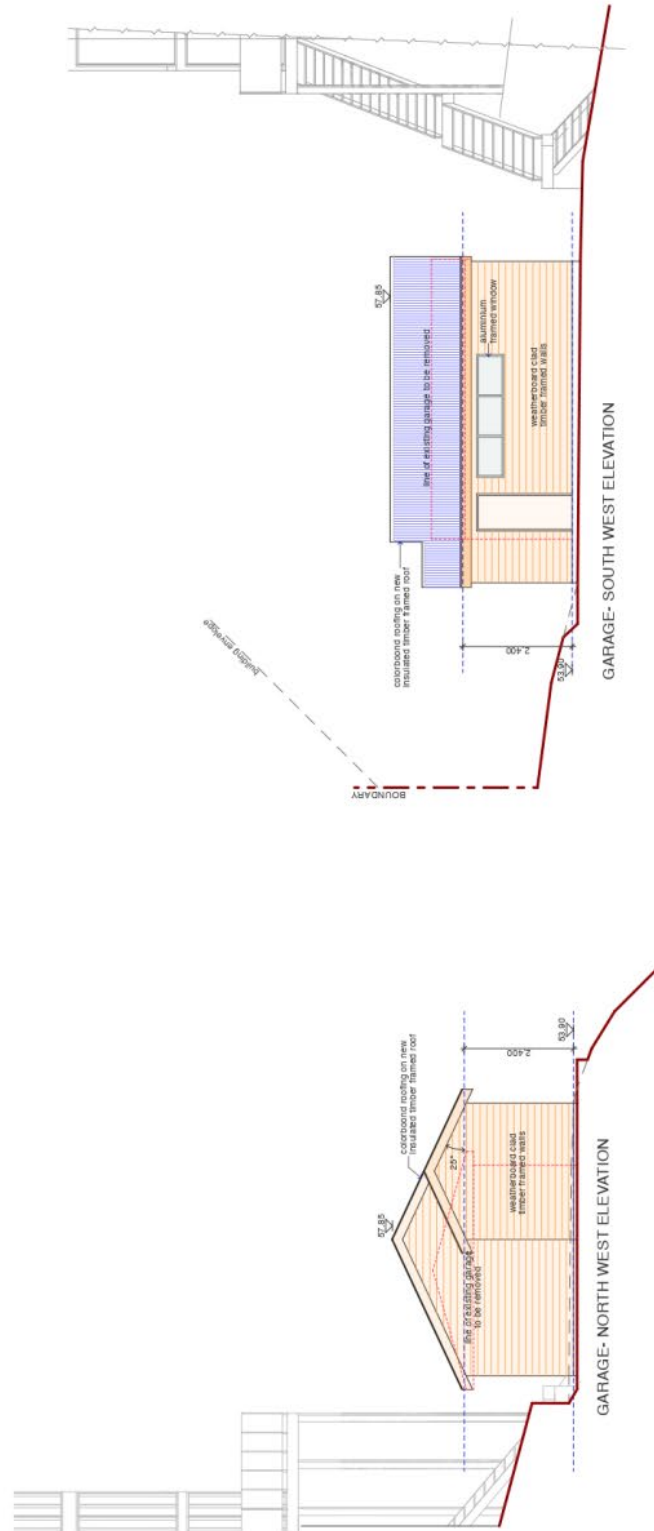 colorbond roofing on new
insulated timber framed roof
57.85
25°
line of existing garage
to be removed
weatherboard clad
timber framed walls
2,400
53.90
GARAGE- NORTH WEST ELEVATION
BOUNDARY
building envelope
colorbond roofing on new
insulated timber framed roof
57.85
line of existing garage to be removed
aluminium
framed window
weatherboard clad
timber framed walls
2,400
53.90
GARAGE- SOUTH WEST ELEVATION